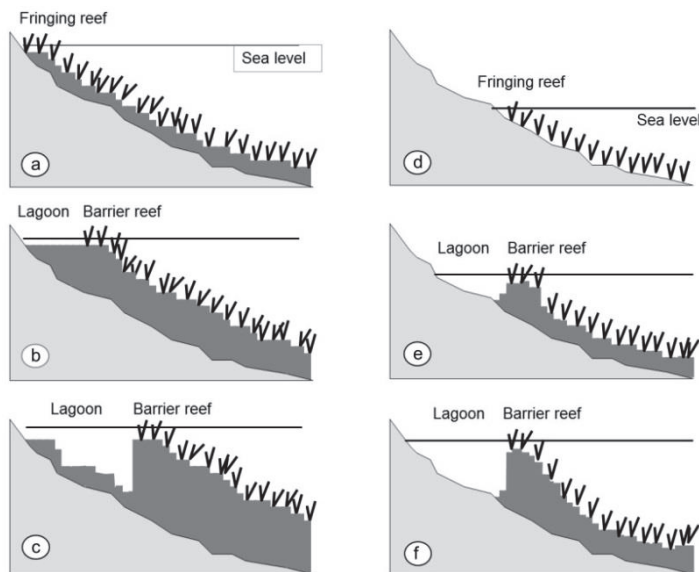 Fringing reef
Sea level
a
Lagoon Barrier reef
b
Lagoon Barrier reef
c
Fringing reef
Sea level
d
Lagoon Barrier reef
e
Lagoon Barrier reef
f